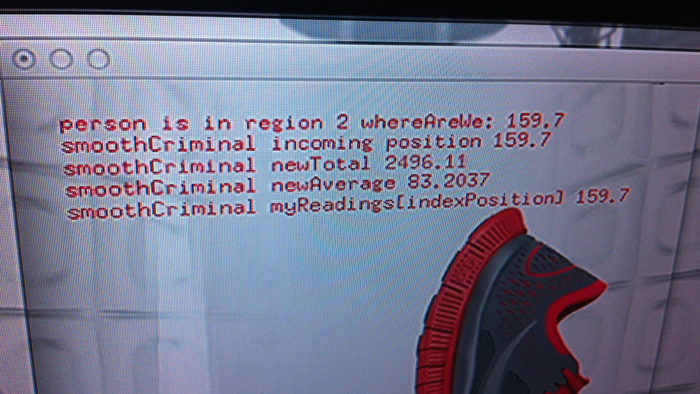 person is in region 2 whereAreWe: 159.7
smoothCriminal incoming position 159.7
smoothCriminal newTotal 2496.11
smoothCriminal newAverage 83.2037
smoothCriminal myReadings[indexPosition] 159.7